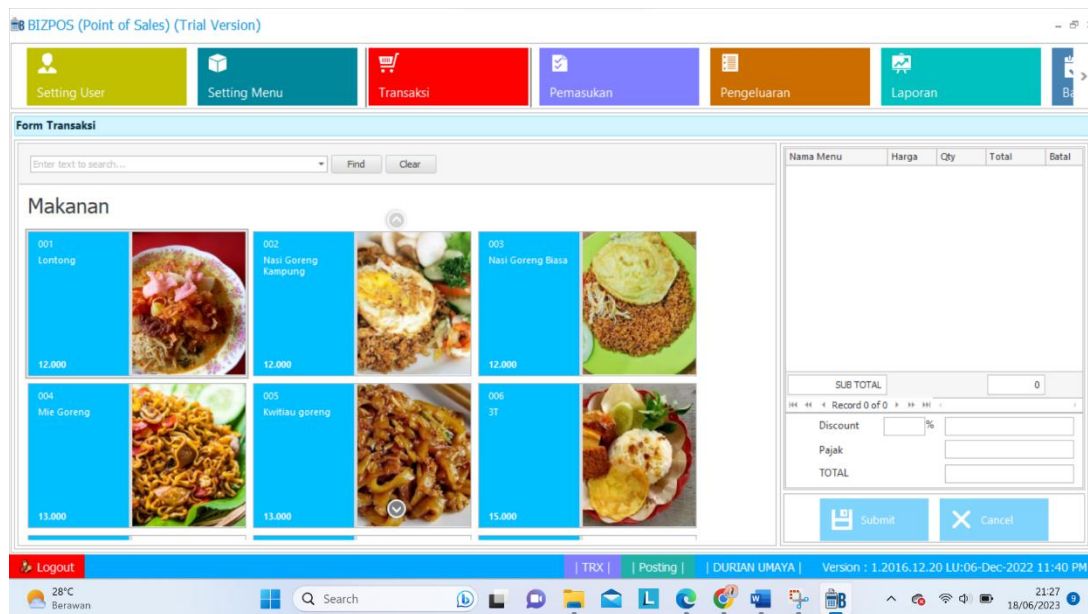 BIZPOS (Point of Sales) (Trial Version)
Setting User
Setting Menu
Transaksi
Pemasukan
Pengeluaran
Laporan
Form Transaksi
Enter text to search...
Find
Clear
Nama Menu Harga Qty Total Batal
Makanan
001
Lontong
12.000
002
Nasi Goreng
Kampung
12.000
003
Nasi Goreng Biasa
12.000
004
Mie Goreng
13.000
005
Kwitiau goreng
13.000
006
3T
15.000
SUB TOTAL 0
Record 0 of 0
Discount %
Pajak
TOTAL
Submit
Cancel
Logout
| TRX | | Posting | | DURIAN UMAYA | Version : 1.2016.12.20 LU:06-Dec-2022 11:40 PM
28°C
Berawan
Search
21:27
18/06/2023
9